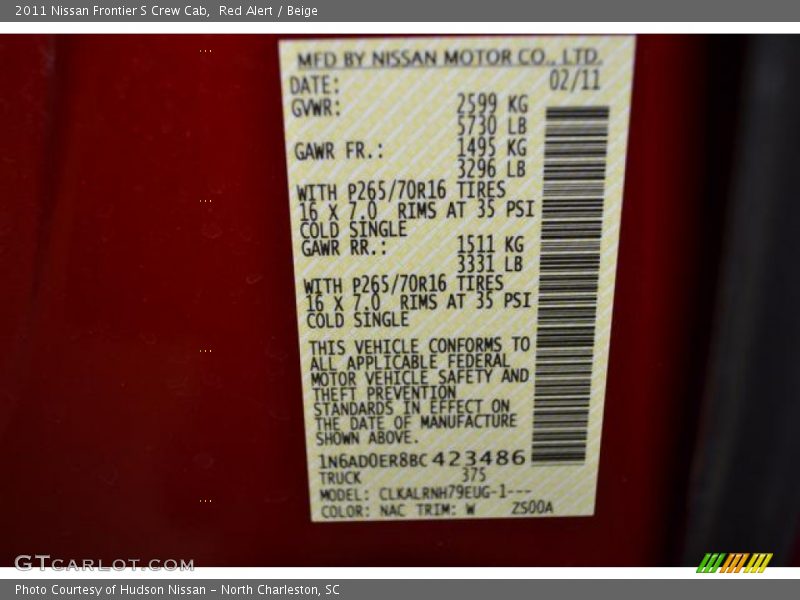 2011 Nissan Frontier S Crew Cab,  Red Alert / Beige
MFD BY NISSAN MOTOR CO., LTD.
DATE: 02/11
GVWR: 2599 KG
5730 LB
GAWR FR.: 1495 KG
3296 LB
WITH P265/70R16 TIRES
16 X 7.0 RIMS AT 35 PSI
COLD SINGLE
GAWR RR.: 1511 KG
3331 LB
WITH P265/70R16 TIRES
16 X 7.0 RIMS AT 35 PSI
COLD SINGLE
THIS VEHICLE CONFORMS TO
ALL APPLICABLE FEDERAL
MOTOR VEHICLE SAFETY AND
THEFT PREVENTION
STANDARDS IN EFFECT ON
THE DATE OF MANUFACTURE
SHOWN ABOVE.
1N6AD0ER8BC423486
TRUCK 375
MODEL: CLKALRNH79EUG-1---
COLOR: NAC TRIM: W ZS00A
GTCARLOT.COM
Photo Courtesy of Hudson Nissan - North Charleston, SC